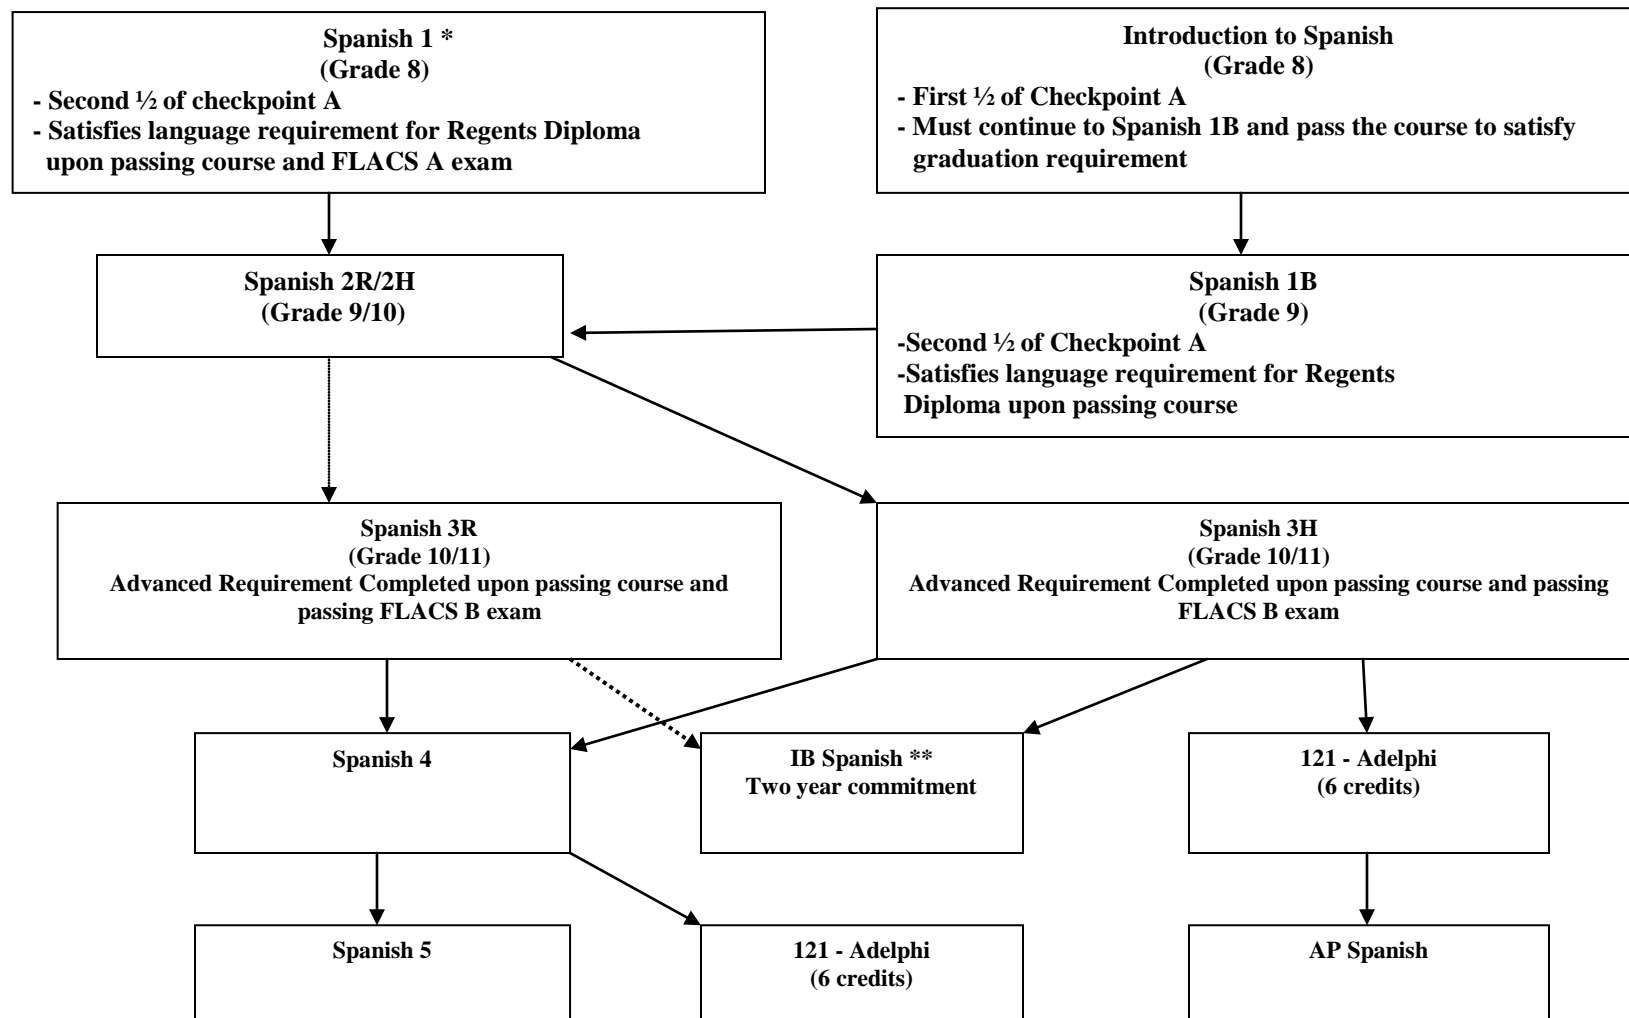 Spanish 1 *
(Grade 8)
- Second ½ of checkpoint A
- Satisfies language requirement for Regents Diploma
upon passing course and FLACS A exam
Introduction to Spanish
(Grade 8)
- First ½ of Checkpoint A
- Must continue to Spanish 1B and pass the course to satisfy
graduation requirement
Spanish 2R/2H
(Grade 9/10)
Spanish 1B
(Grade 9)
-Second ½ of Checkpoint A
-Satisfies language requirement for Regents
Diploma upon passing course
Spanish 3R
(Grade 10/11)
Advanced Requirement Completed upon passing course and
passing FLACS B exam
Spanish 3H
(Grade 10/11)
Advanced Requirement Completed upon passing course and passing
FLACS B exam
Spanish 4
IB Spanish **
Two year commitment
121 - Adelphi
(6 credits)
Spanish 5
121 - Adelphi
(6 credits)
AP Spanish